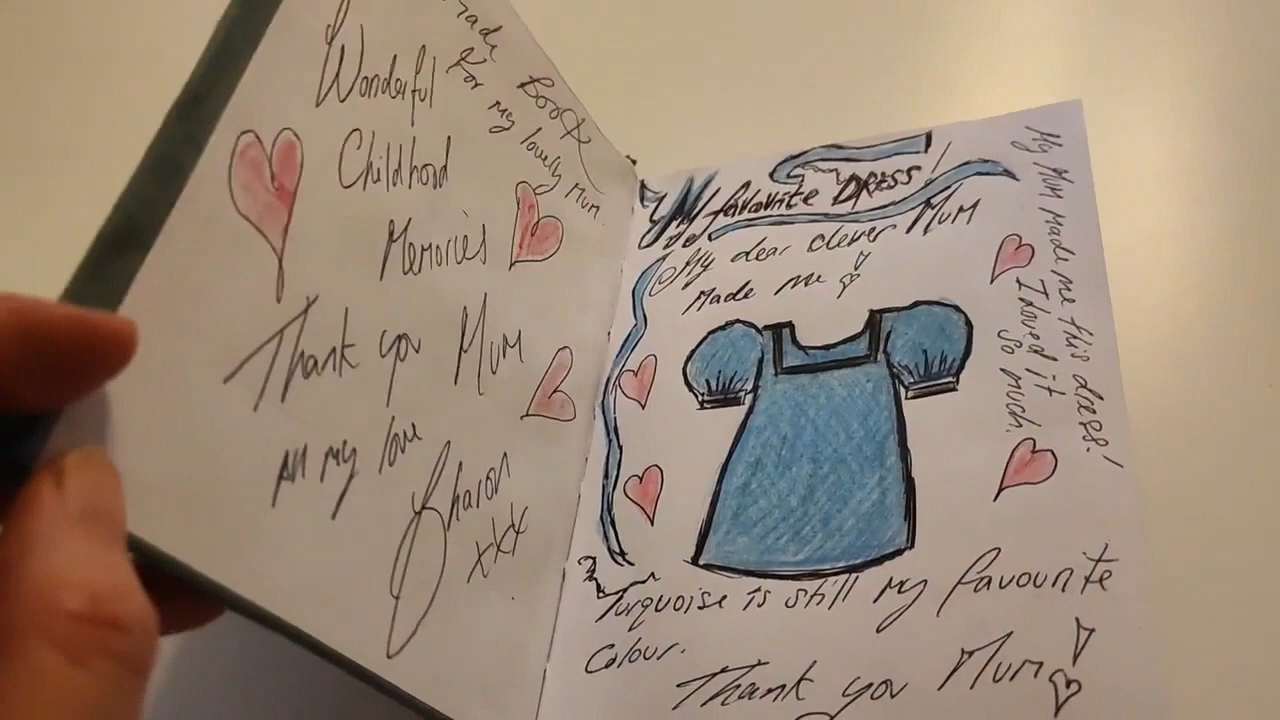 made Book
for my lovely Mum.
Wonderful
Childhood
Memories
Thank you Mum
All my love
Sharon
xxx
My favourite DRESS!
My dear clever Mum
Made me
My Mum made me this dress!
I loved it
so much.
Turquoise is still my favourite
Colour.
Thank you Mum!